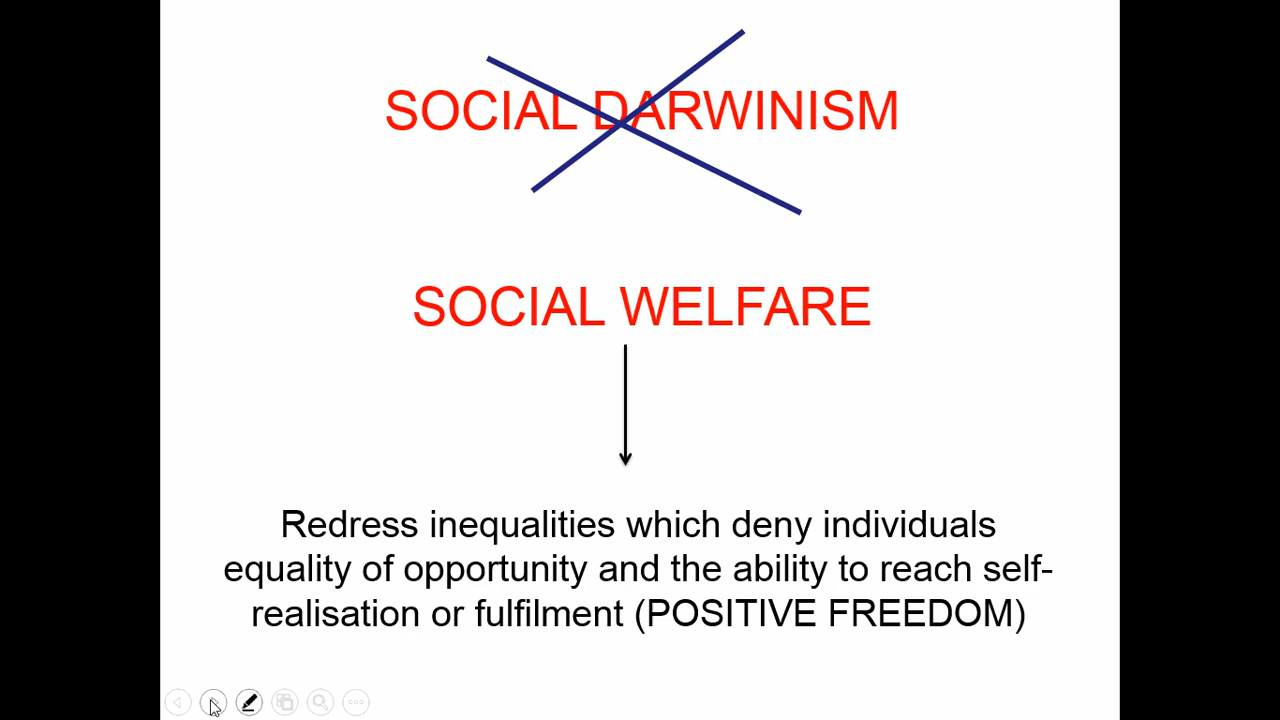 SOCIAL DARWINISM
SOCIAL WELFARE
Redress inequalities which deny individuals
equality of opportunity and the ability to reach self-
realisation or fulfilment (POSITIVE FREEDOM)